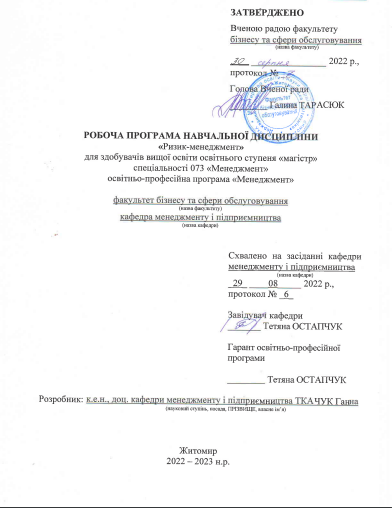 ЗАТВЕРДЖЕНО
Вченою радою факультету
бізнесу та сфери обслуговування
(назва факультету)
30 серпня 2022 р.,
протокол № 7
Голова Вченої ради
Галина ТАРАСЮК
РОБОЧА ПРОГРАМА НАВЧАЛЬНОЇ ДИСЦИПЛІНИ
«Ризик-менеджмент»
для здобувачів вищої освіти освітнього ступеня «магістр»
спеціальності 073 «Менеджмент»
освітньо-професійна програма «Менеджмент»
факультет бізнесу та сфери обслуговування
(назва факультету)
кафедра менеджменту і підприємництва
(назва кафедри)
Схвалено на засіданні кафедри
менеджменту і підприємництва
(назва кафедри)
29 08 2022 р.,
протокол № 6
Завідувач кафедри
Тетяна ОСТАПЧУК
Гарант освітньо-професійної
програми
Тетяна ОСТАПЧУК
Розробник: к.е.н., доц. кафедри менеджменту і підприємництва ТКАЧУК Ганна
(науковий ступінь, посада, ПРІЗВИЩЕ, власне ім’я)
Житомир
2022 – 2023 н.р.